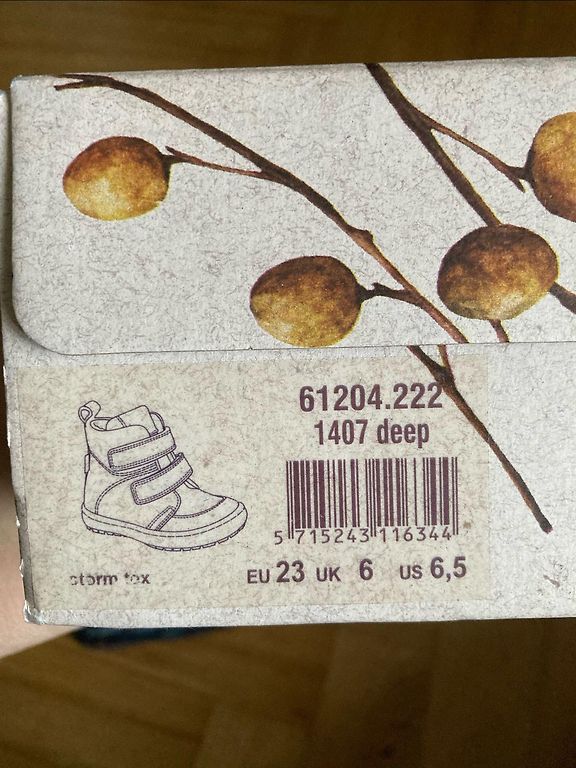 61204.222
1407 deep
5 715243 116344
storm tex
EU 23 UK 6 US 6,5